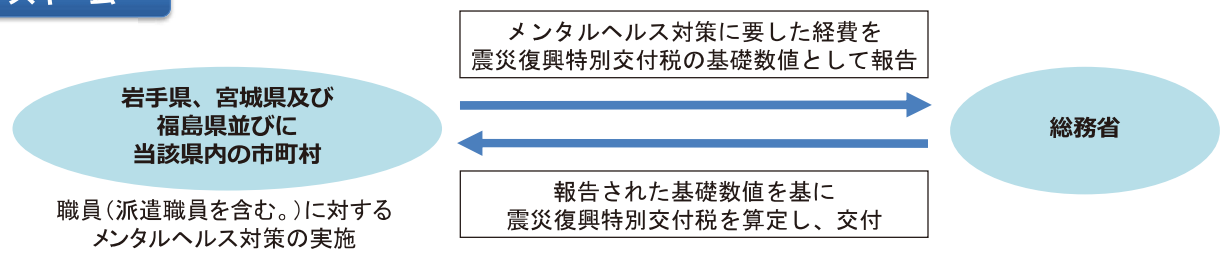 スキーム
メンタルヘルス対策に要した経費を
震災復興特別交付税の基礎数値として報告
岩手県、宮城県及び
福島県並びに
当該県内の市町村
総務省
職員(派遣職員を含む。)に対する
メンタルヘルス対策の実施
報告された基礎数値を基に
震災復興特別交付税を算定し、交付